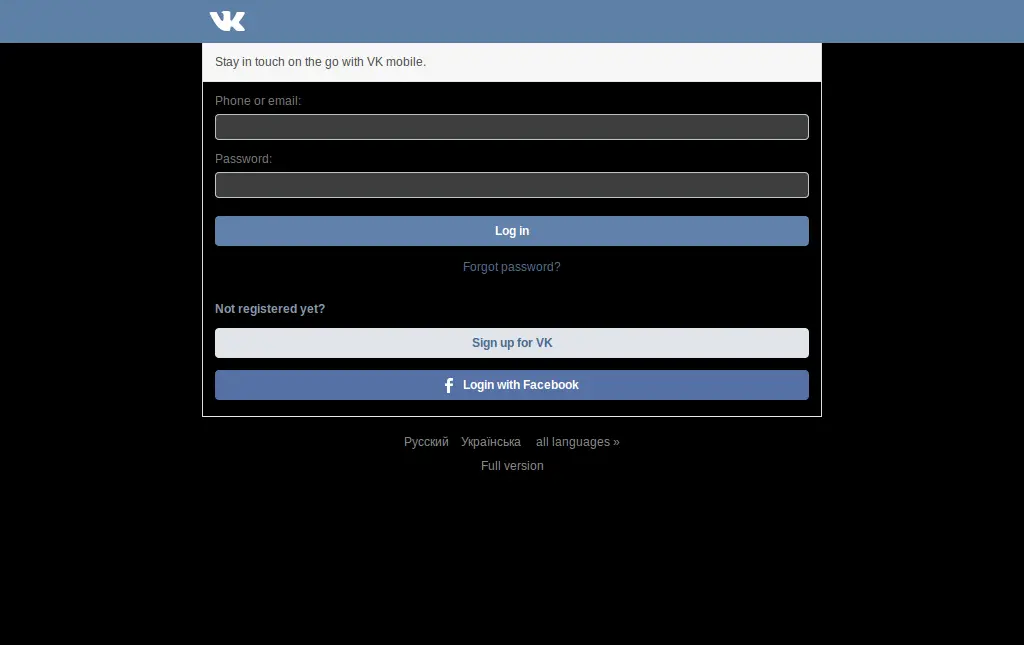 VK
Stay in touch on the go with VK mobile.
Phone or email:
Password:
Log in
Forgot password?
Not registered yet?
Sign up for VK
f Login with Facebook
Русский Українська all languages »
Full version